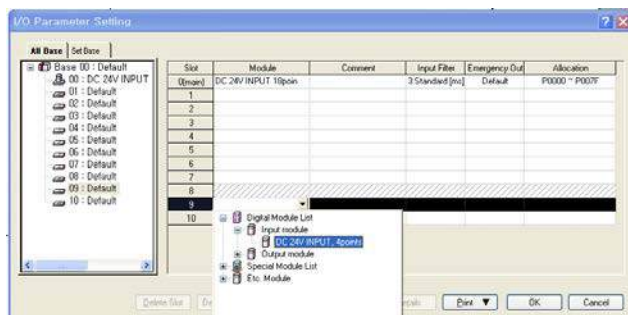 I/O Parameter Setting
All Base Set Base
Base 00 : Default
00 : DC 24V INPUT
01 : Default
02 : Default
03 : Default
04 : Default
05 : Default
06 : Default
07 : Default
08 : Default
09 : Default
10 : Default
Slot Module Comment Input Filter Emergency Out Allocation
0(main) DC 24V INPUT 18poin 3 Standard [ms] Default P0000 ~ P007F
1
2
3
4
5
6
7
8
9
10
Digital Module List
Input module
DC 24V INPUT, 4points
Output module
Special Module List
Etc. Module
Delete Slot Print OK Cancel